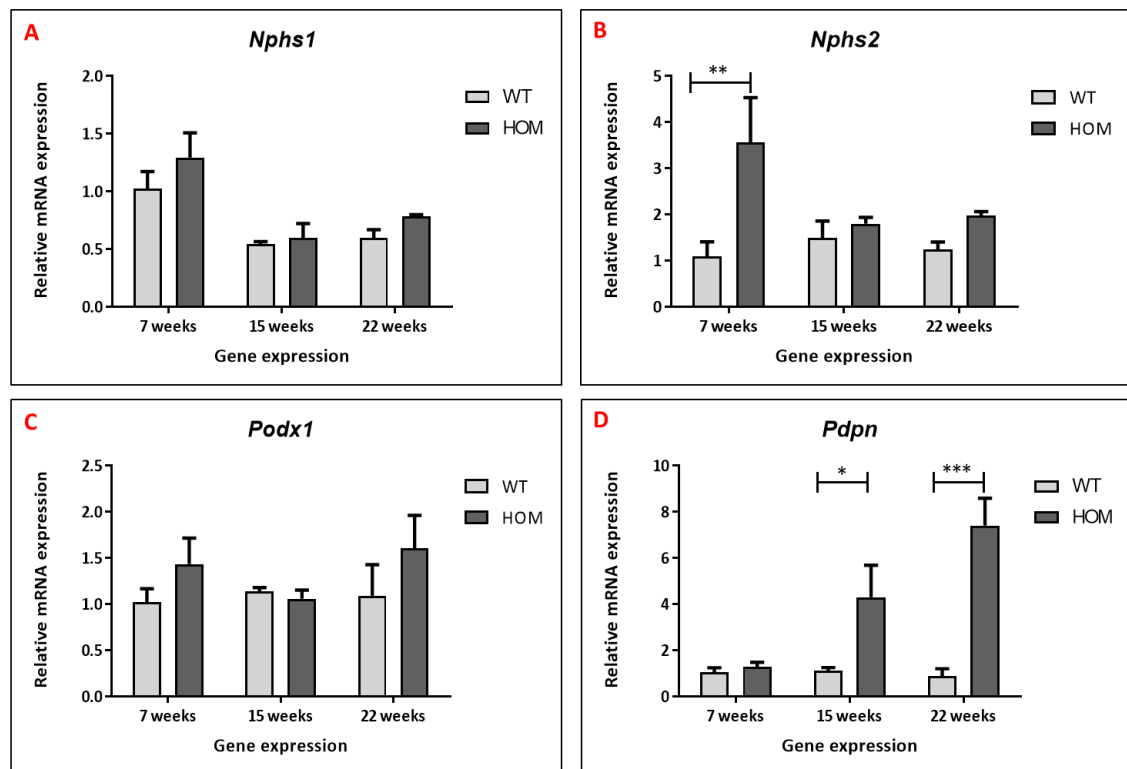 A
Nphs1
Relative mRNA expression
2.0
1.5
1.0
0.5
0.0
WT
HOM
7 weeks 15 weeks 22 weeks
Gene expression
B
Nphs2
Relative mRNA expression
5
4
3
2
1
0
**
WT
HOM
7 weeks 15 weeks 22 weeks
Gene expression
C
Podx1
Relative mRNA expression
2.5
2.0
1.5
1.0
0.5
0.0
WT
HOM
7 weeks 15 weeks 22 weeks
Gene expression
D
Pdpn
Relative mRNA expression
10
8
6
4
2
0
*
***
WT
HOM
7 weeks 15 weeks 22 weeks
Gene expression